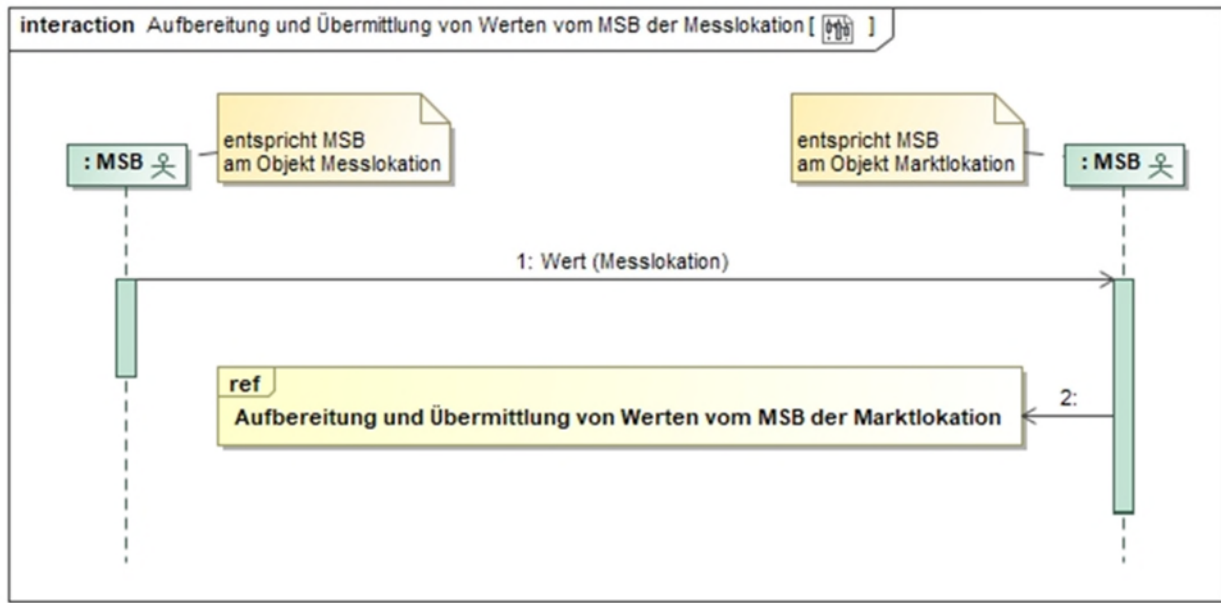 interaction Aufbereitung und Übermittlung von Werten vom MSB der Messlokation [ ]
entspricht MSB
am Objekt Messlokation
: MSB
entspricht MSB
am Objekt Marktlokation
: MSB
1: Wert (Messlokation)
ref
Aufbereitung und Übermittlung von Werten vom MSB der Marktlokation
2: